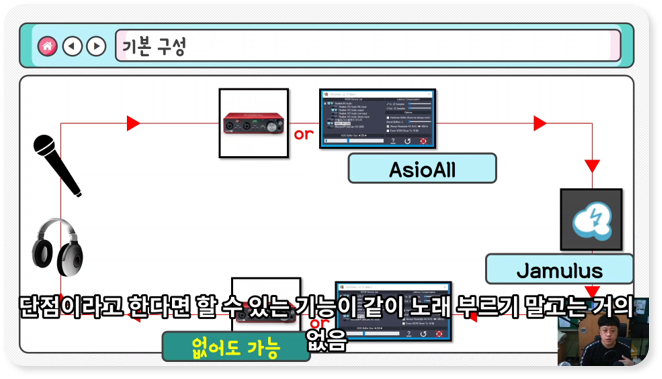 기본 구성
or
AsioAll
Jamulus
단점이라고 한다면 할 수 있는 기능이 같이 노래 부르기 말고는 거의
없음
or
없어도 가능